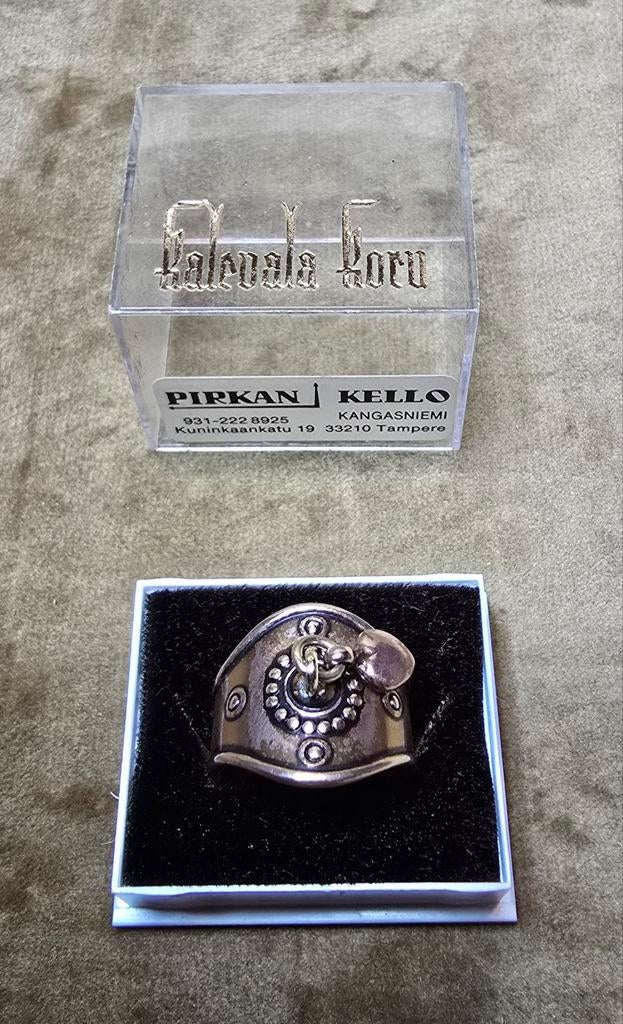 Kalevala Koru
PIRKAN KELLO
931-222 8925 KANGASNIEMI
Kuninkaankatu 19 33210 Tampere